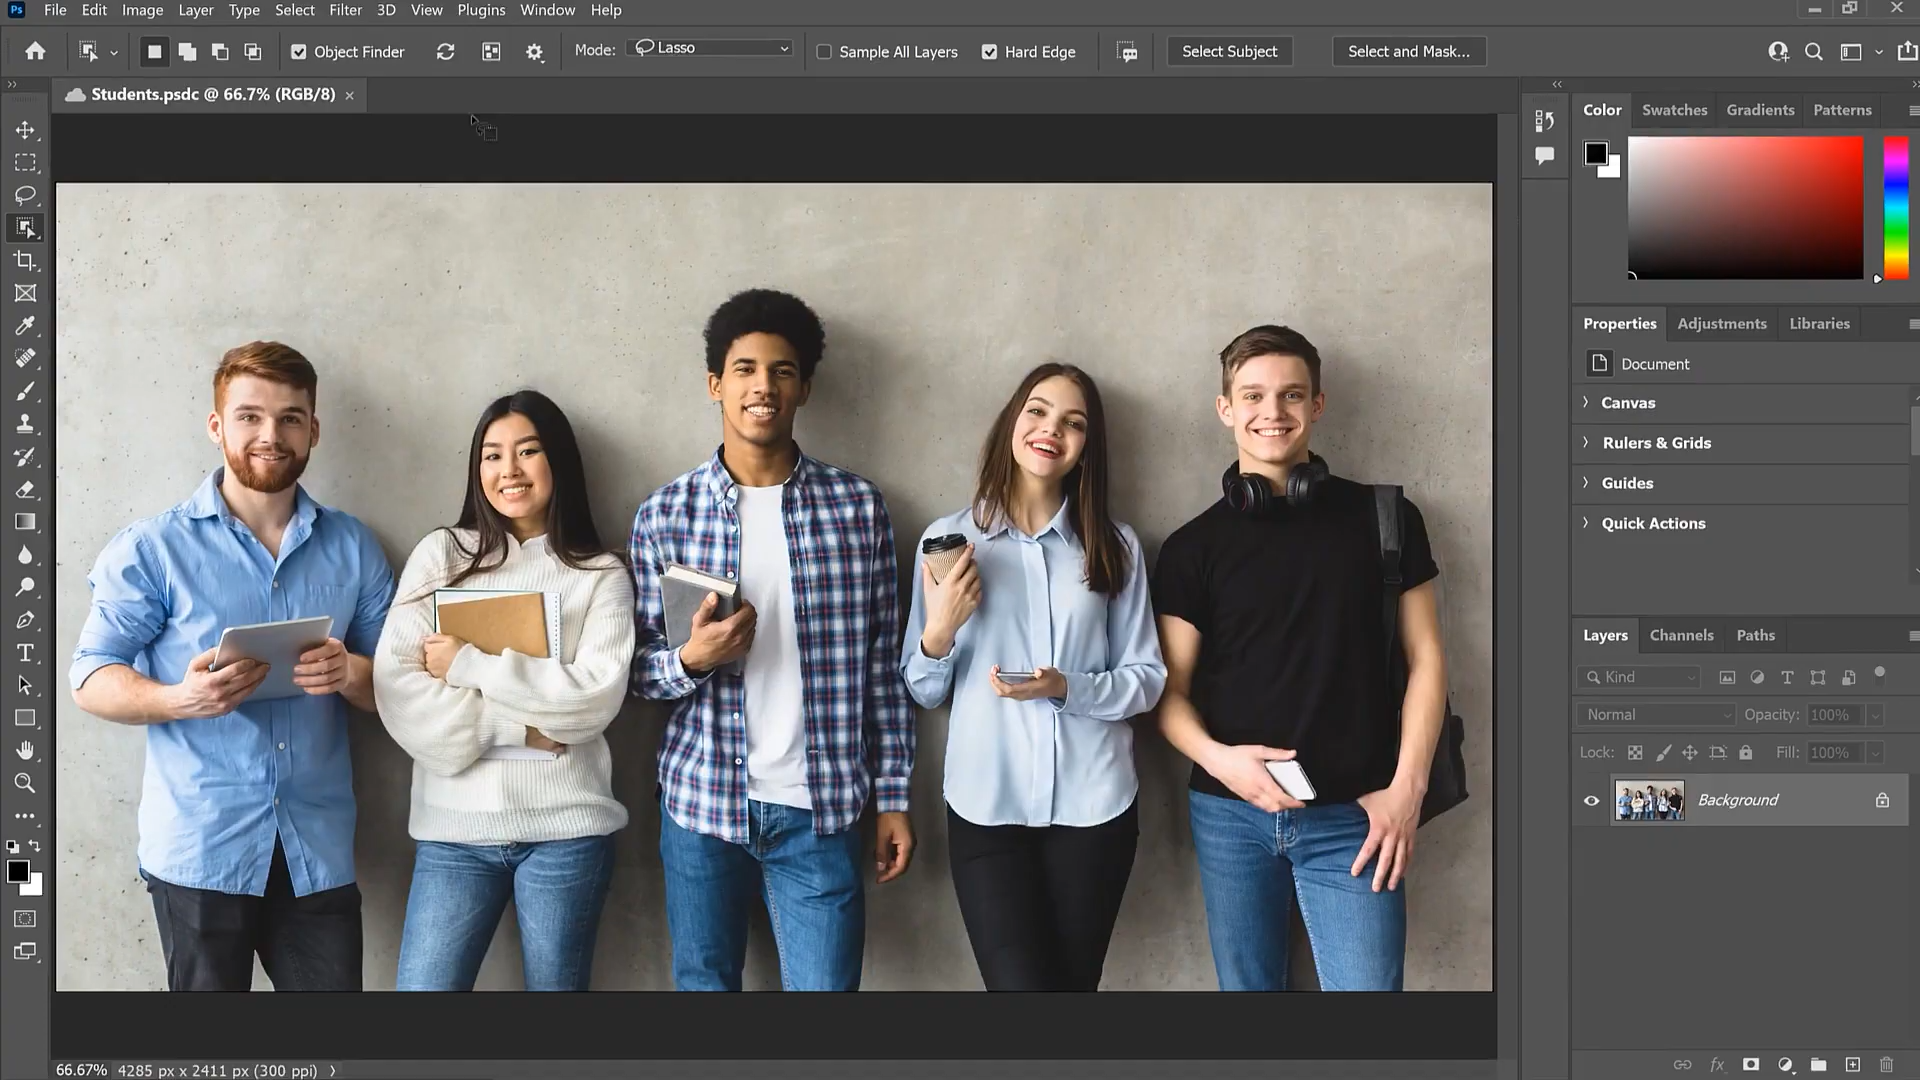 Ps File Edit Image Layer Type Select Filter 3D View Plugins Window Help
Object Finder Mode: Lasso Sample All Layers Hard Edge Select Subject Select and Mask...
Students.psdc @ 66.7% (RGB/8) ×
Color Swatches Gradients Patterns
Properties Adjustments Libraries
Document
Canvas
Rulers & Grids
Guides
Quick Actions
Layers Channels Paths
Kind
Normal Opacity: 100%
Lock: Fill: 100%
Background
fx
66.67% 4285 px x 2411 px (300 ppi)